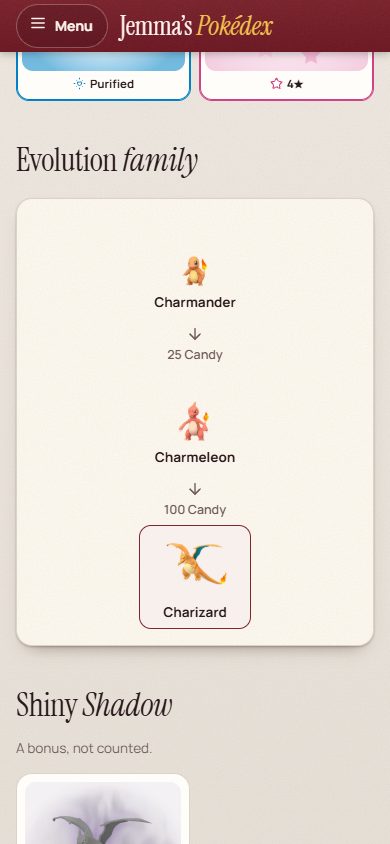 Menu
Jemma's Pokédex
Purified
4★
Evolution family
Charmander
25 Candy
Charmeleon
100 Candy
Charizard
Shiny Shadow
A bonus, not counted.